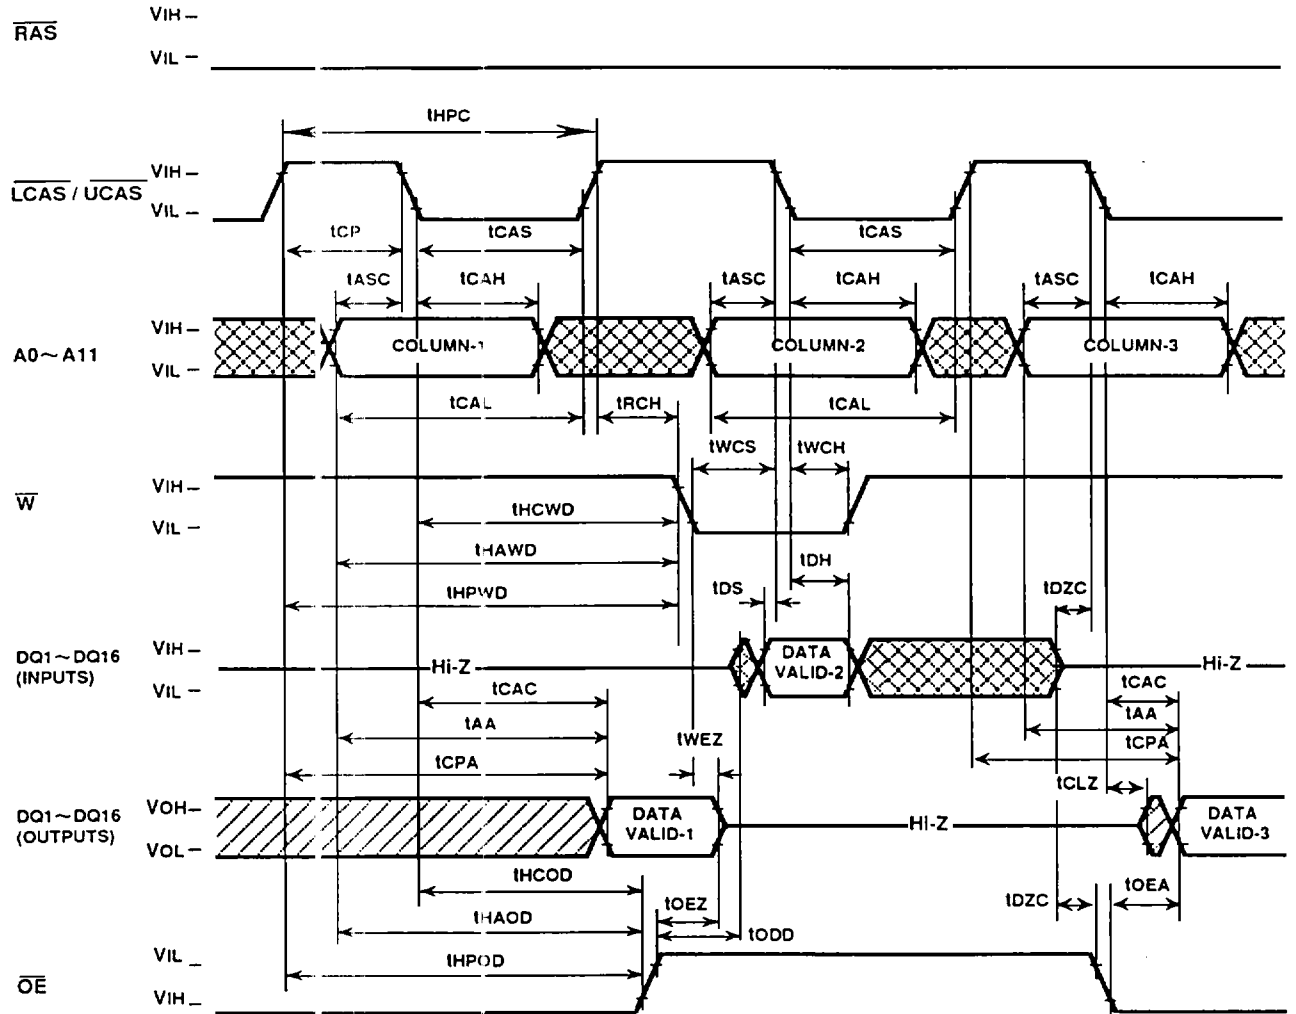 VIH
RAS
VIL
tHPC
VIH
LCAS / UCAS
VIL
tCP
tCAS
tCAS
tASC
tCAH
tASC
tCAH
tASC
tCAH
VIH
A0~A11
COLUMN-1
COLUMN-2
COLUMN-3
VIL
tCAL
tRCH
tCAL
tWCS
tWCH
VIH
W
tHCWD
VIL
tHAWD
tDH
tHPWD
tDS
tDZC
DQ1~DQ16
(INPUTS)
VIH
Hi-Z
DATA
VALID-2
Hi-Z
VIL
tCAC
tCAC
tAA
tWEZ
tAA
tCPA
tCPA
tCLZ
DQ1~DQ16
(OUTPUTS)
VOH
DATA
VALID-1
Hi-Z
DATA
VALID-3
VOL
tHCOD
tOEZ
tDZC
tOEA
tHAOD
tODD
VIL
tHPOD
OE
VIH